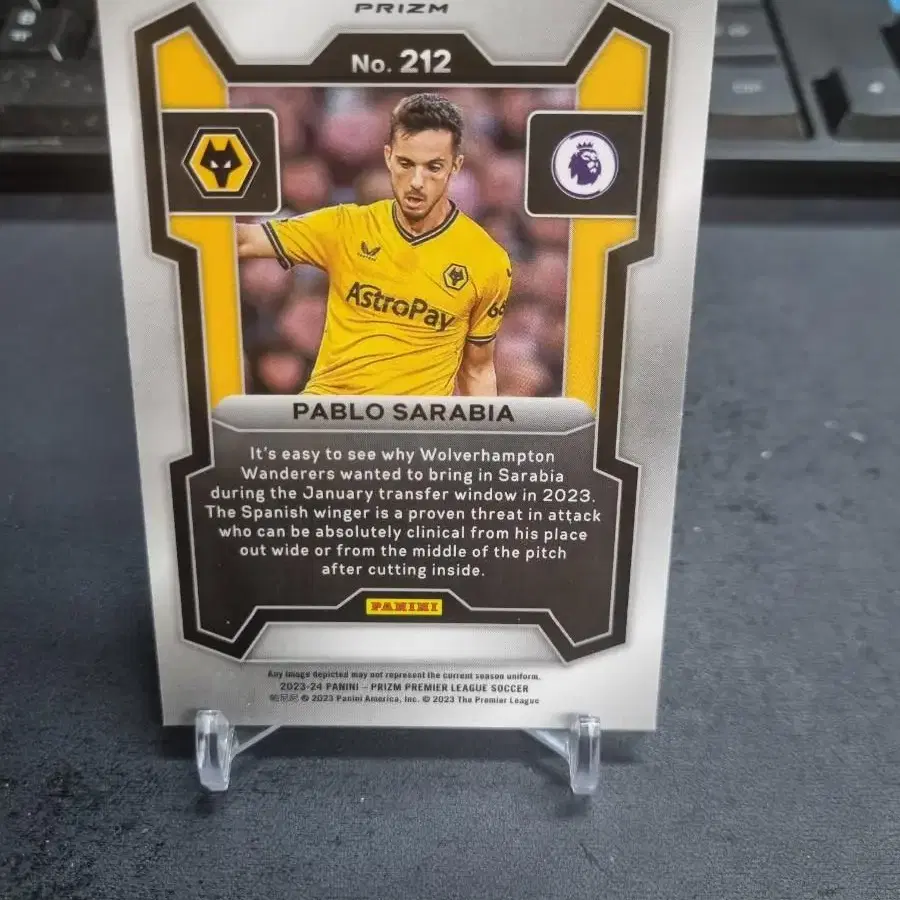 PRIZM
No. 212
AstroPay
PABLO SARABIA
It's easy to see why Wolverhampton
Wanderers wanted to bring in Sarabia
during the January transfer window in 2023.
The Spanish winger is a proven threat in attack
who can be absolutely clinical from his place
out wide or from the middle of the pitch
after cutting inside.
PANINI
Any image depicted may not represent the current season uniform.
2023-24 PANINI – PRIZM PREMIER LEAGUE SOCCER
© 2023 Panini America, Inc. © 2023 The Premier League